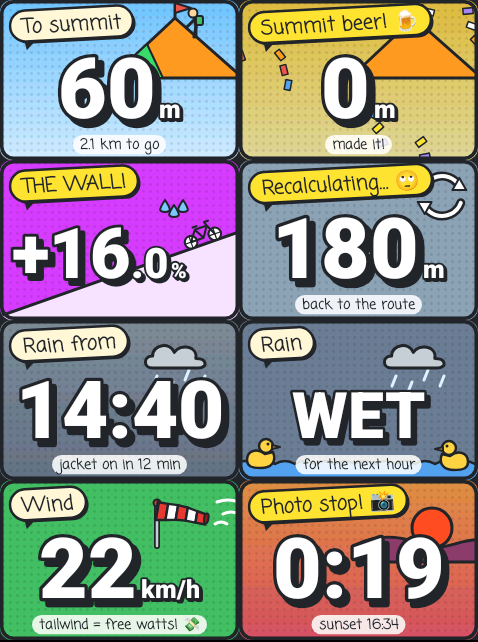 To summit
60m
2.1 km to go
Summit beer! 🍺
0m
made it!
THE WALL!
+16.0%
Recalculating... 🙄
180m
back to the route
Rain from
14:40
jacket on in 12 min
Rain
WET
for the next hour
Wind
22km/h
tailwind = free watts! 💸
Photo stop! 📸
0:19
sunset 16:34